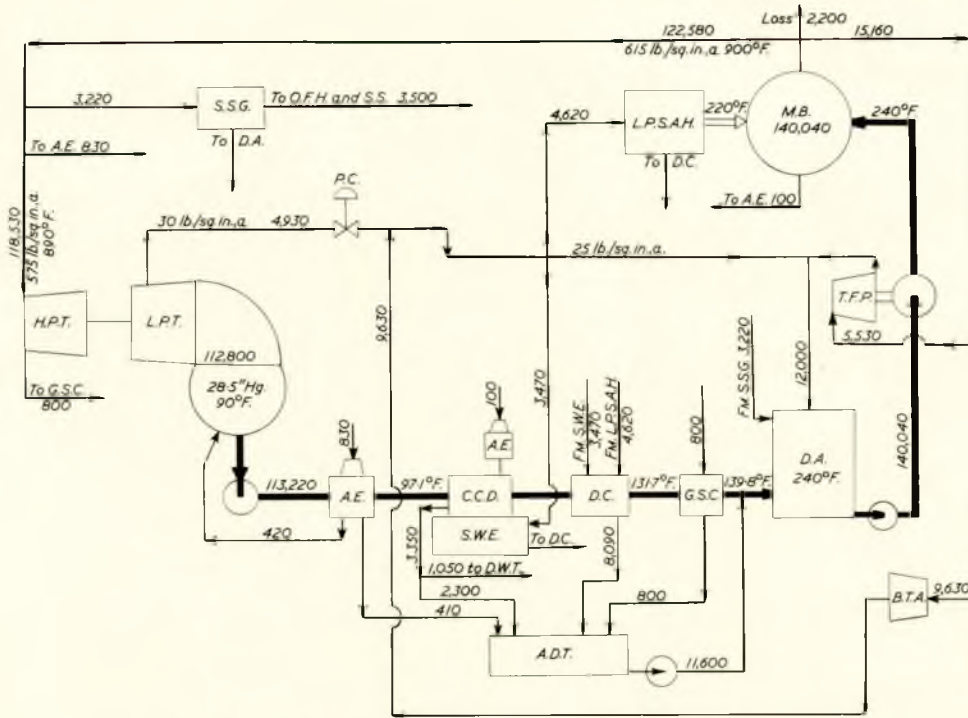 Loss 2,200
122,580
15,160
615 lb/sq.in.,a. 900°F.
3,220
S.S.G.
To O.F.H. and S.S. 3,500
4,620
L.P.S.A.H.
220°F.
M.B.
140,040
240°F.
To A.E. 830
To D.A.
To D.C.
To A.E. 100
118,530
575 lb/sq in.,a.
890°F.
P.C.
30 lb./sq in.,a
4,930
25 lb/sq in.,a.
H.P.T.
L.P.T.
T.F.P.
112,800
9,630
3,470
5,530
28·5"Hg.
90°F.
Fm S.S.G. 3,220
12,000
To G.S.C.
800
830
100
A.E.
Fm S.W.E.
3,470
Fm L.P.S.A.H.
4,620
800
140,040
113,220
A.E.
97·1°F.
C.C.D.
D.C.
131·7°F.
G.S.C
139·8°F.
D.A.
240°F.
420
S.W.E.
To D.C.
3,350
8,090
1,050 to D.W.T.
2,300
410
800
B.T.A.
9,630
A.D.T.
11,600